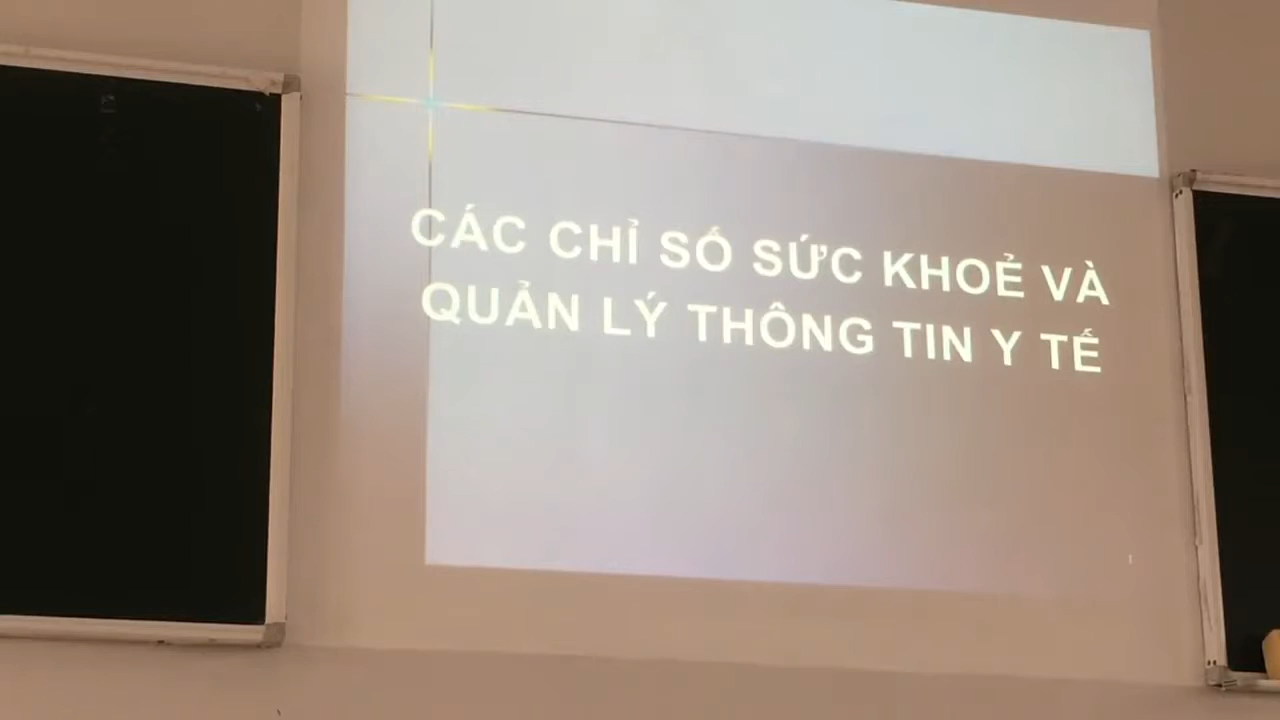 CÁC CHỈ SỐ SỨC KHOẺ VÀ
QUẢN LÝ THÔNG TIN Y TẾ